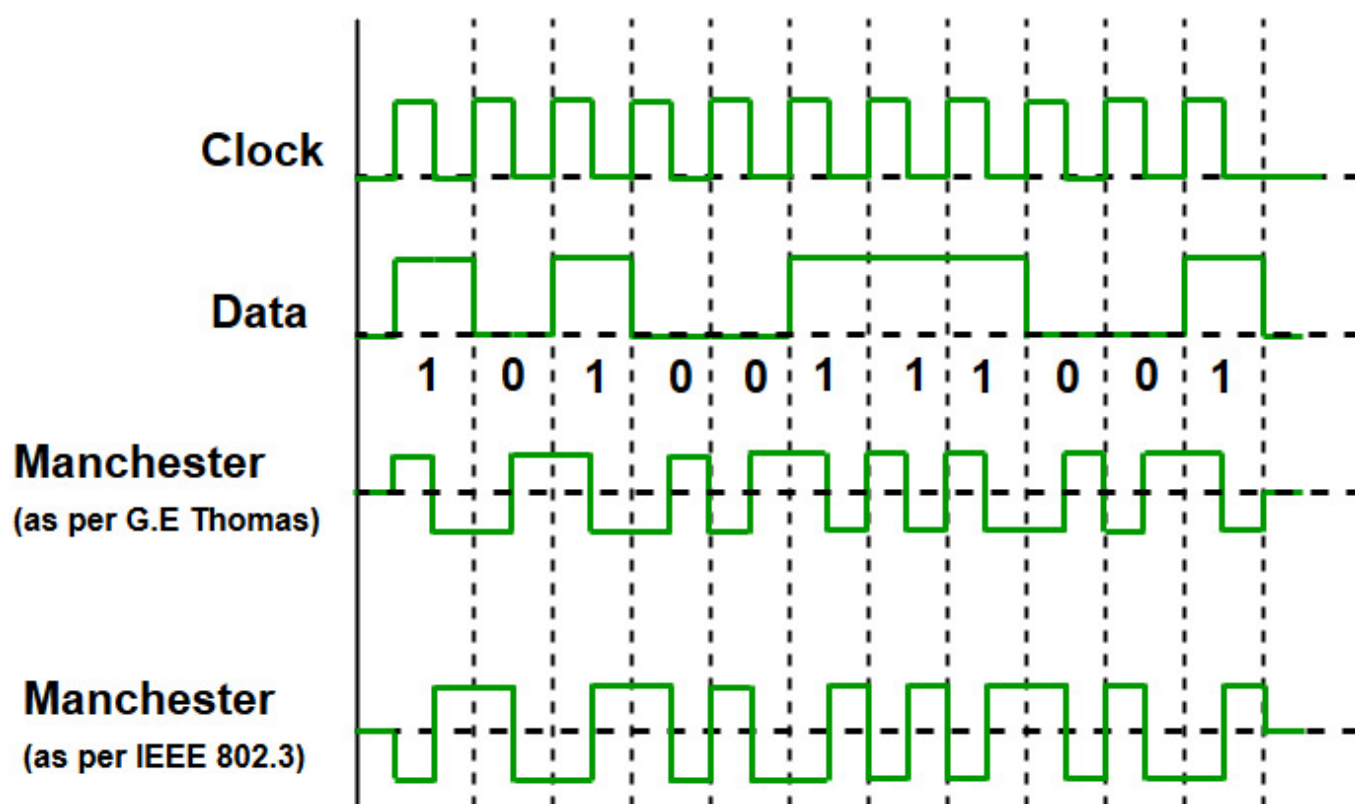 Clock
Data
1 0 1 0 0 1 1 1 0 0 1
Manchester
(as per G.E Thomas)
Manchester
(as per IEEE 802.3)